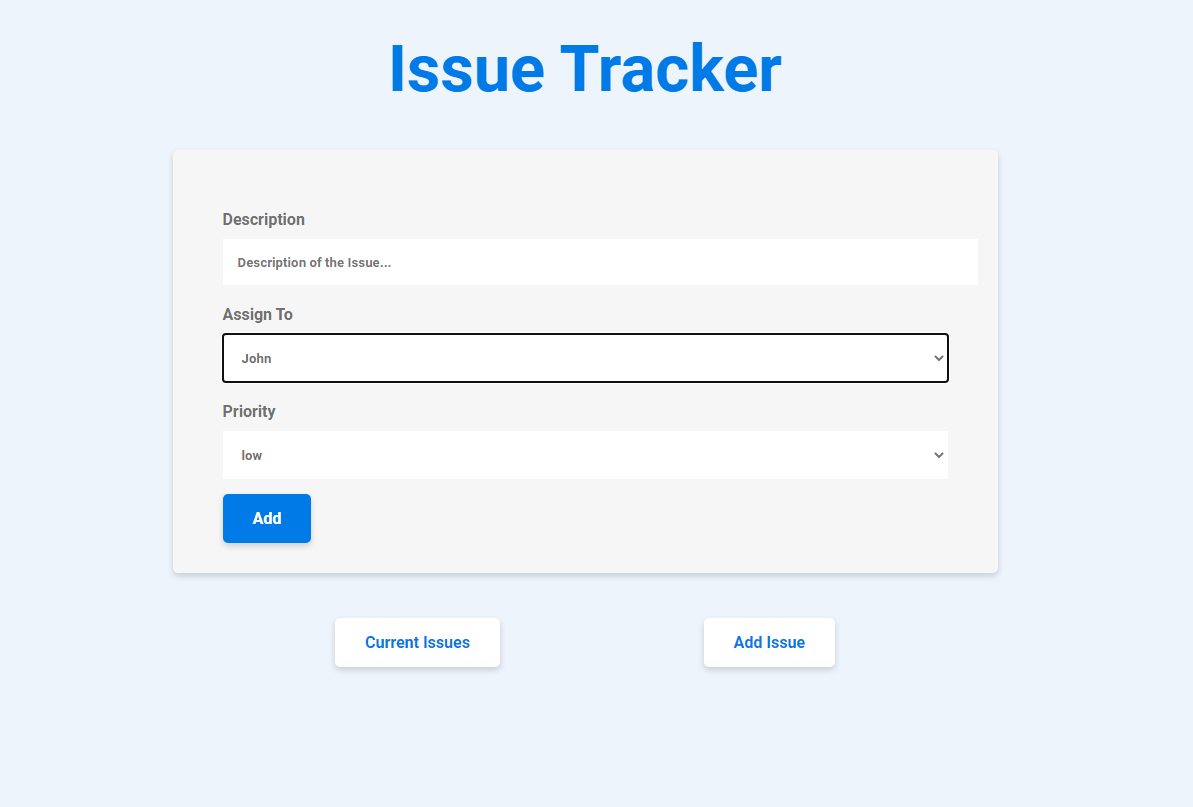 Issue Tracker
Description
Description of the Issue...
Assign To
John
Priority
low
Add
Current Issues
Add Issue